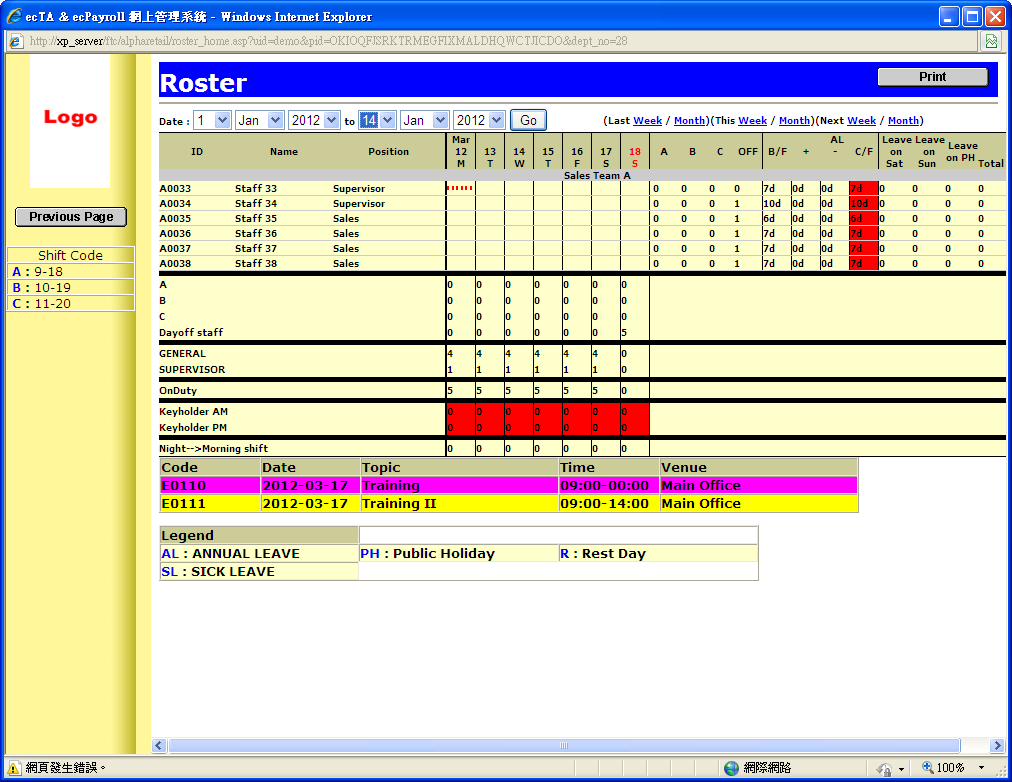 ecTA & ecPayroll 網上管理系統 - Windows Internet Explorer
http://xp_server/ftc/alpharetail/roster_home.asp?uid=demo&pid=OKIOQFJSRKTRMEGFIXMALDHQWCTJICDO&dept_no=28
Logo
Previous Page
Shift Code
A : 9-18
B : 10-19
C : 11-20
Roster
Print
Date : 1 Jan 2012 to 14 Jan 2012 Go (Last Week / Month)(This Week / Month)(Next Week / Month)
ID Name Position Mar 12 M 13 T 14 W 15 T 16 F 17 S 18 S A B C OFF B/F + AL - C/F Leave on Sat Leave on Sun Leave on PH Total
Sales Team A
A0033 Staff 33 Supervisor 0 0 0 0 7d 0d 0d 7d 0 0 0 0
A0034 Staff 34 Supervisor 0 0 0 1 10d 0d 0d 10d 0 0 0 0
A0035 Staff 35 Sales 0 0 0 1 6d 0d 0d 6d 0 0 0 0
A0036 Staff 36 Sales 0 0 0 1 7d 0d 0d 7d 0 0 0 0
A0037 Staff 37 Sales 0 0 0 1 7d 0d 0d 7d 0 0 0 0
A0038 Staff 38 Sales 0 0 0 1 7d 0d 0d 7d 0 0 0 0
A 0 0 0 0 0 0 0
B 0 0 0 0 0 0 0
C 0 0 0 0 0 0 0
Dayoff staff 0 0 0 0 0 0 5
GENERAL 4 4 4 4 4 4 0
SUPERVISOR 1 1 1 1 1 1 0
OnDuty 5 5 5 5 5 5 0
Keyholder AM 0 0 0 0 0 0 0
Keyholder PM 0 0 0 0 0 0 0
Night-->Morning shift 0 0 0 0 0 0 0
Code Date Topic Time Venue
E0110 2012-03-17 Training 09:00-00:00 Main Office
E0111 2012-03-17 Training II 09:00-14:00 Main Office
Legend
AL : ANNUAL LEAVE PH : Public Holiday R : Rest Day
SL : SICK LEAVE
網頁發生錯誤。 網際網路 100%